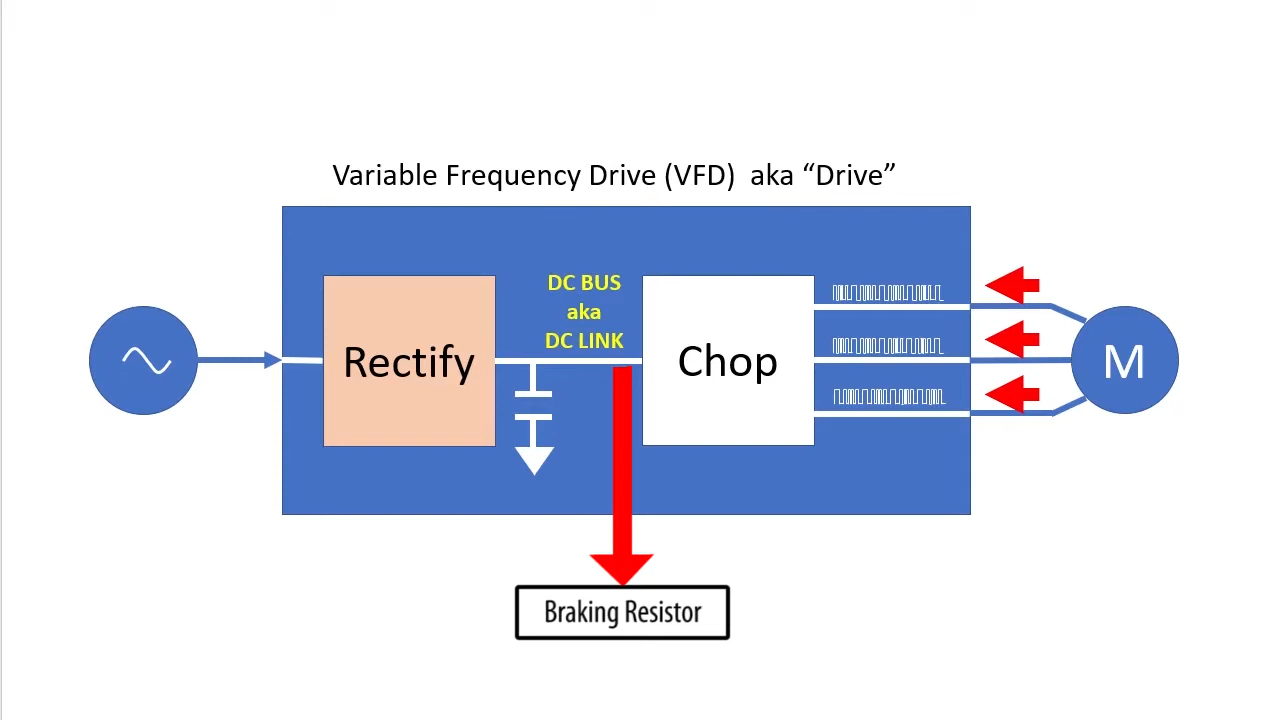 Variable Frequency Drive (VFD)  aka “Drive”
DC BUS
aka
DC LINK
Rectify
Chop
M
Braking Resistor